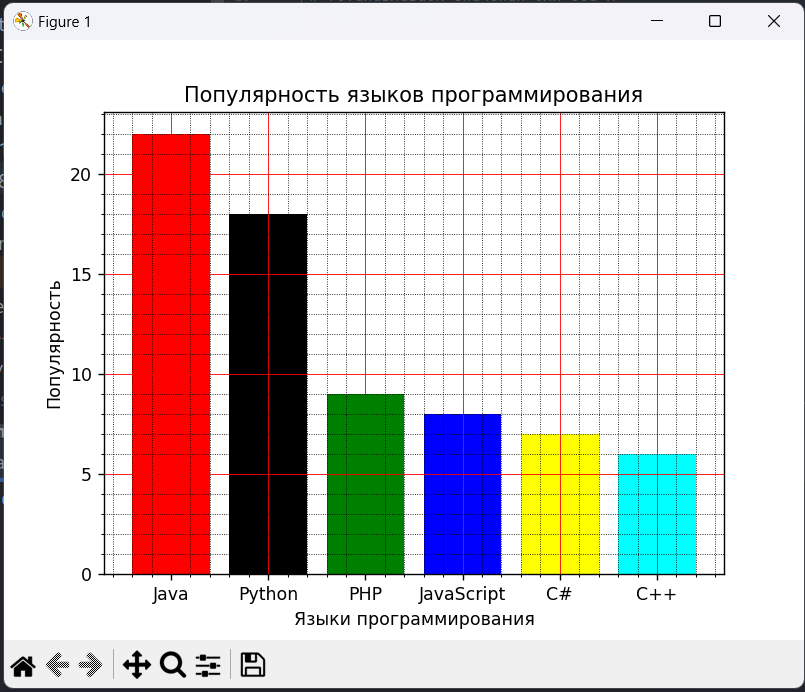 Figure 1
Популярность языков программирования
Популярность
20
15
10
5
0
Java Python PHP JavaScript C# C++
Языки программирования